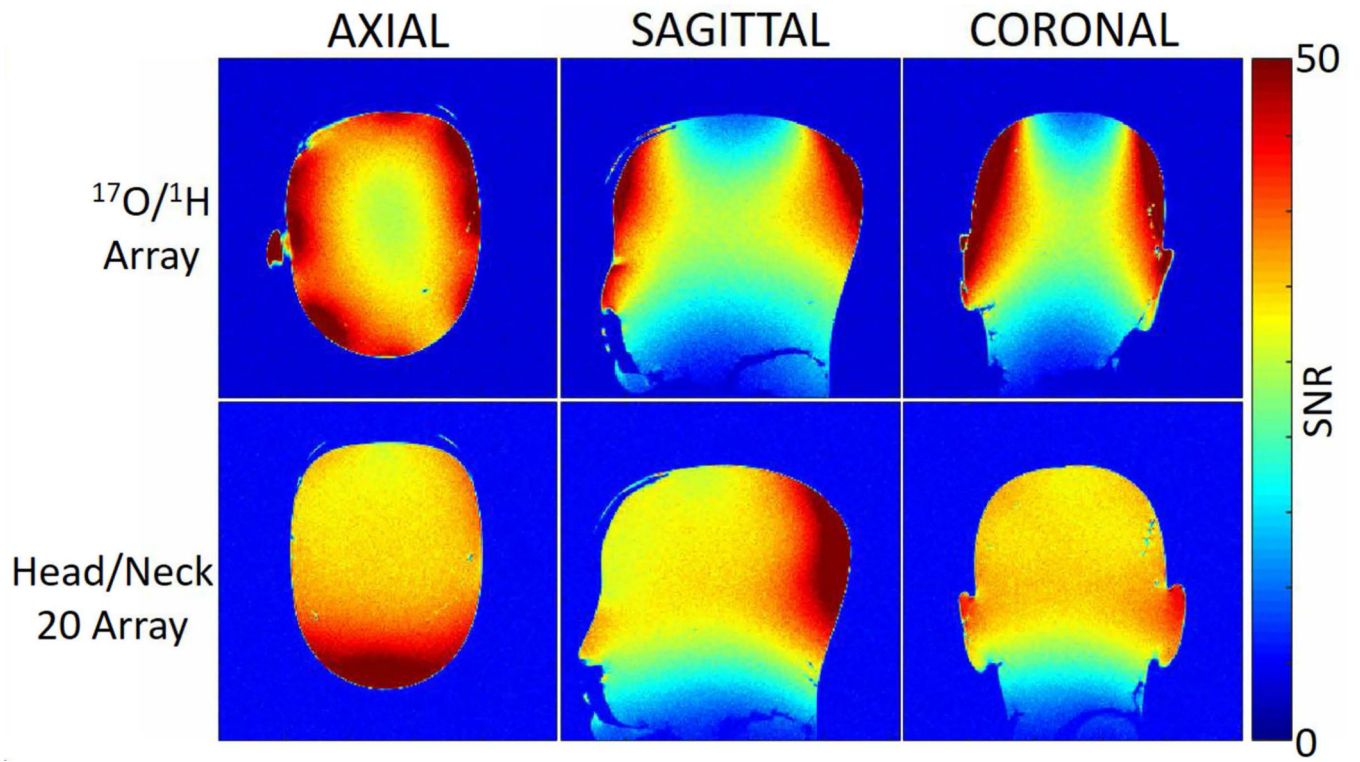 AXIAL
SAGITTAL
CORONAL
50
¹⁷O/¹H
Array
SNR
Head/Neck
20 Array
0